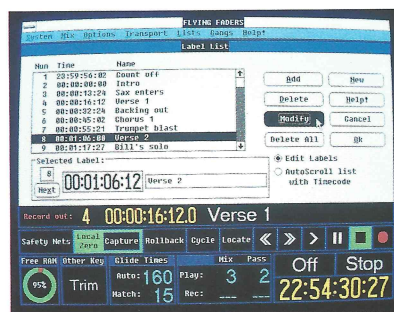 FLYING FADERS
System Mix Options Transport Lists Gangs Help!
Label List
Num Time Name
1 23:59:56:02 Count off
2 00:00:00:00 Intro
3 00:00:13:24 Sax enters
4 00:00:16:12 Verse 1
5 00:00:32:24 Backing out
6 00:00:45:02 Chorus 1
7 00:00:55:21 Trumpet blast
8 00:01:06:08 Verse 2
9 00:01:17:27 Bill's solo
Add New
Delete Help!
Modify Cancel
Delete All Ok
Edit Labels
AutoScroll list
with Timecode
Selected Label:
8
Next
00:01:06:12 Verse 2
Record out: 4 00:00:16:12.0 Verse 1
Safety Nets Local Zero Capture Rollback Cycle Locate
Free RAM Other Key Glide Times Mix Pass
95% Trim Auto: 160 Play: 3 2
Match: 15 Rec: --- ---
Off Stop
22:54:30:27